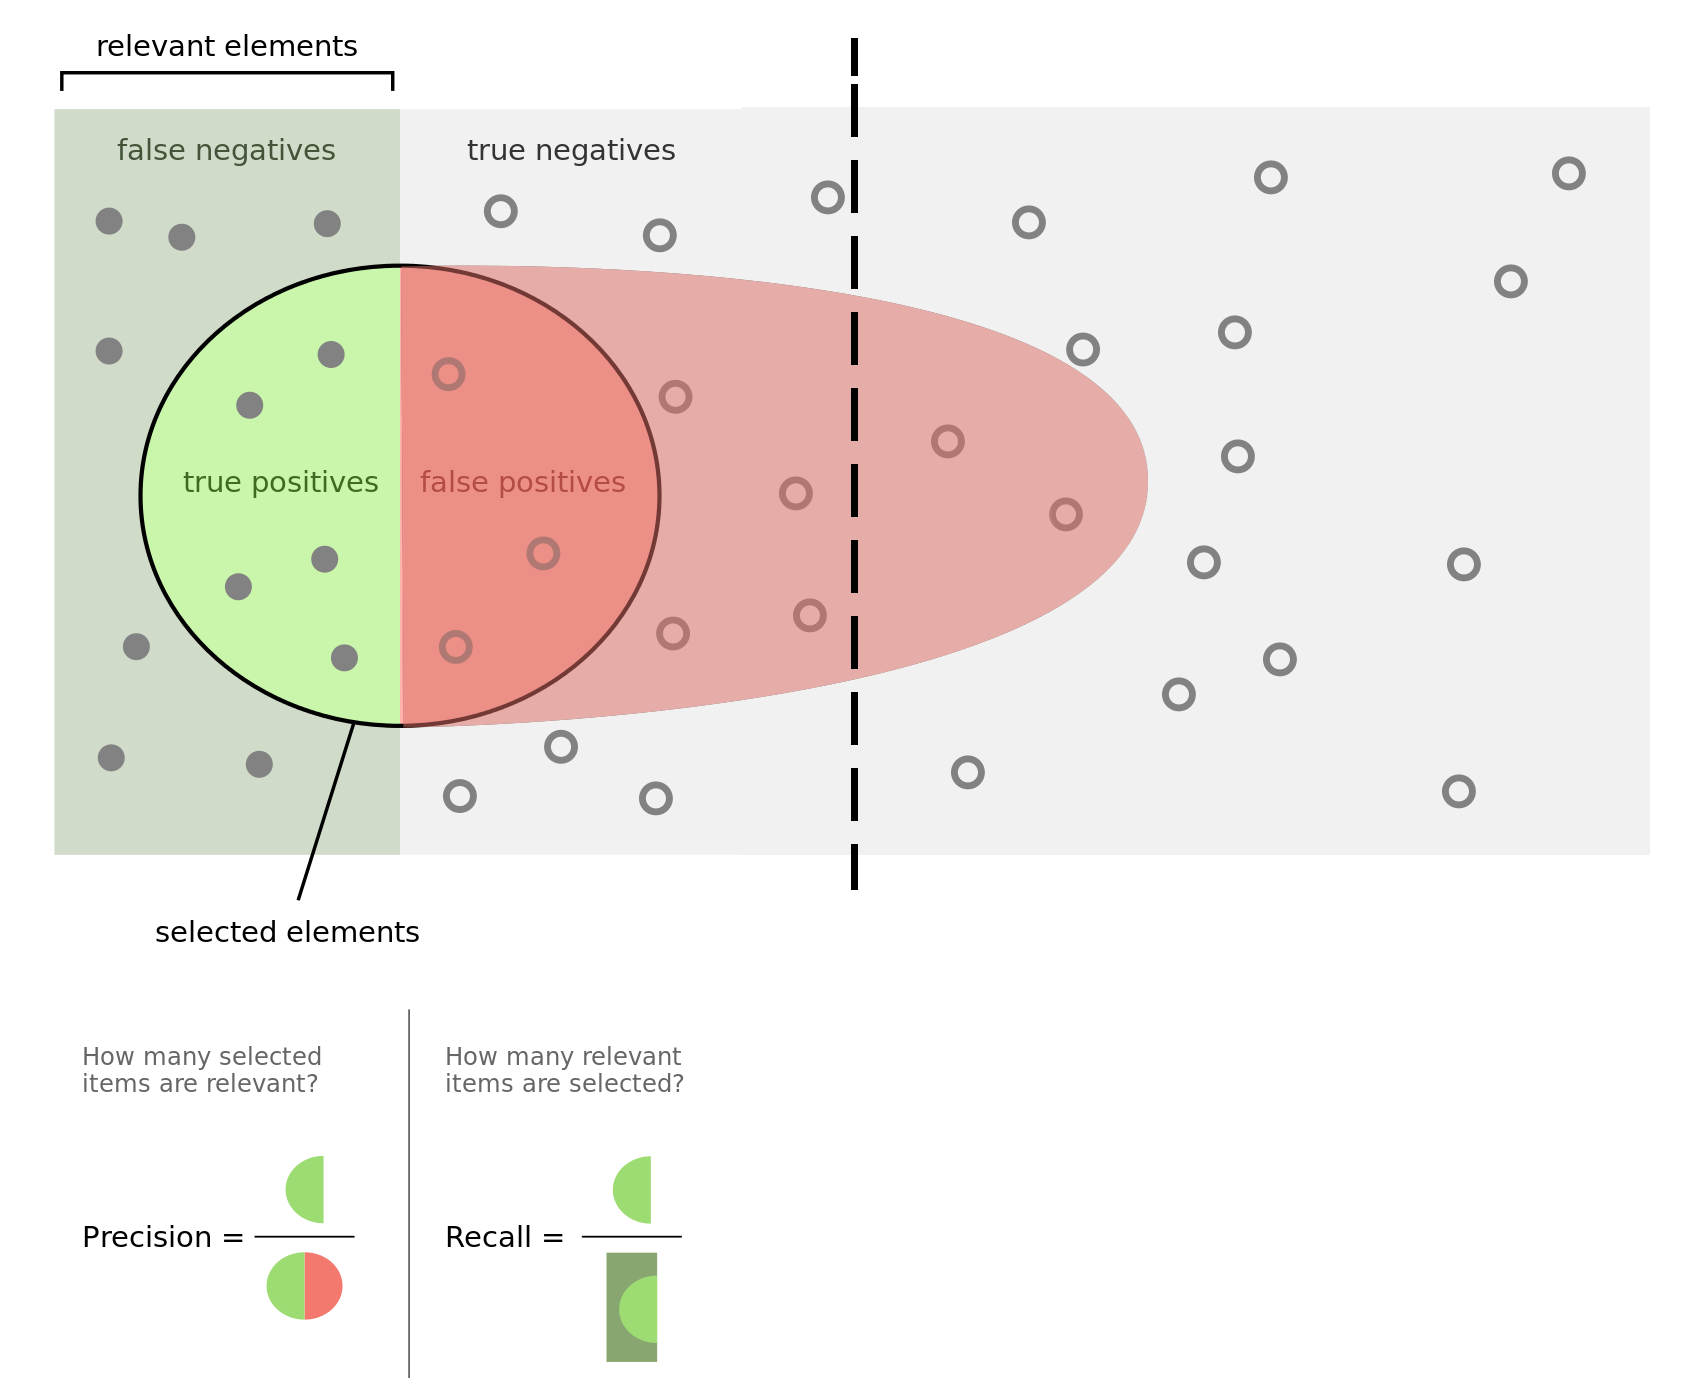 relevant elements
false negatives
true negatives
true positives
false positives
selected elements
How many selected
items are relevant?
How many relevant
items are selected?
Precision =
Recall =